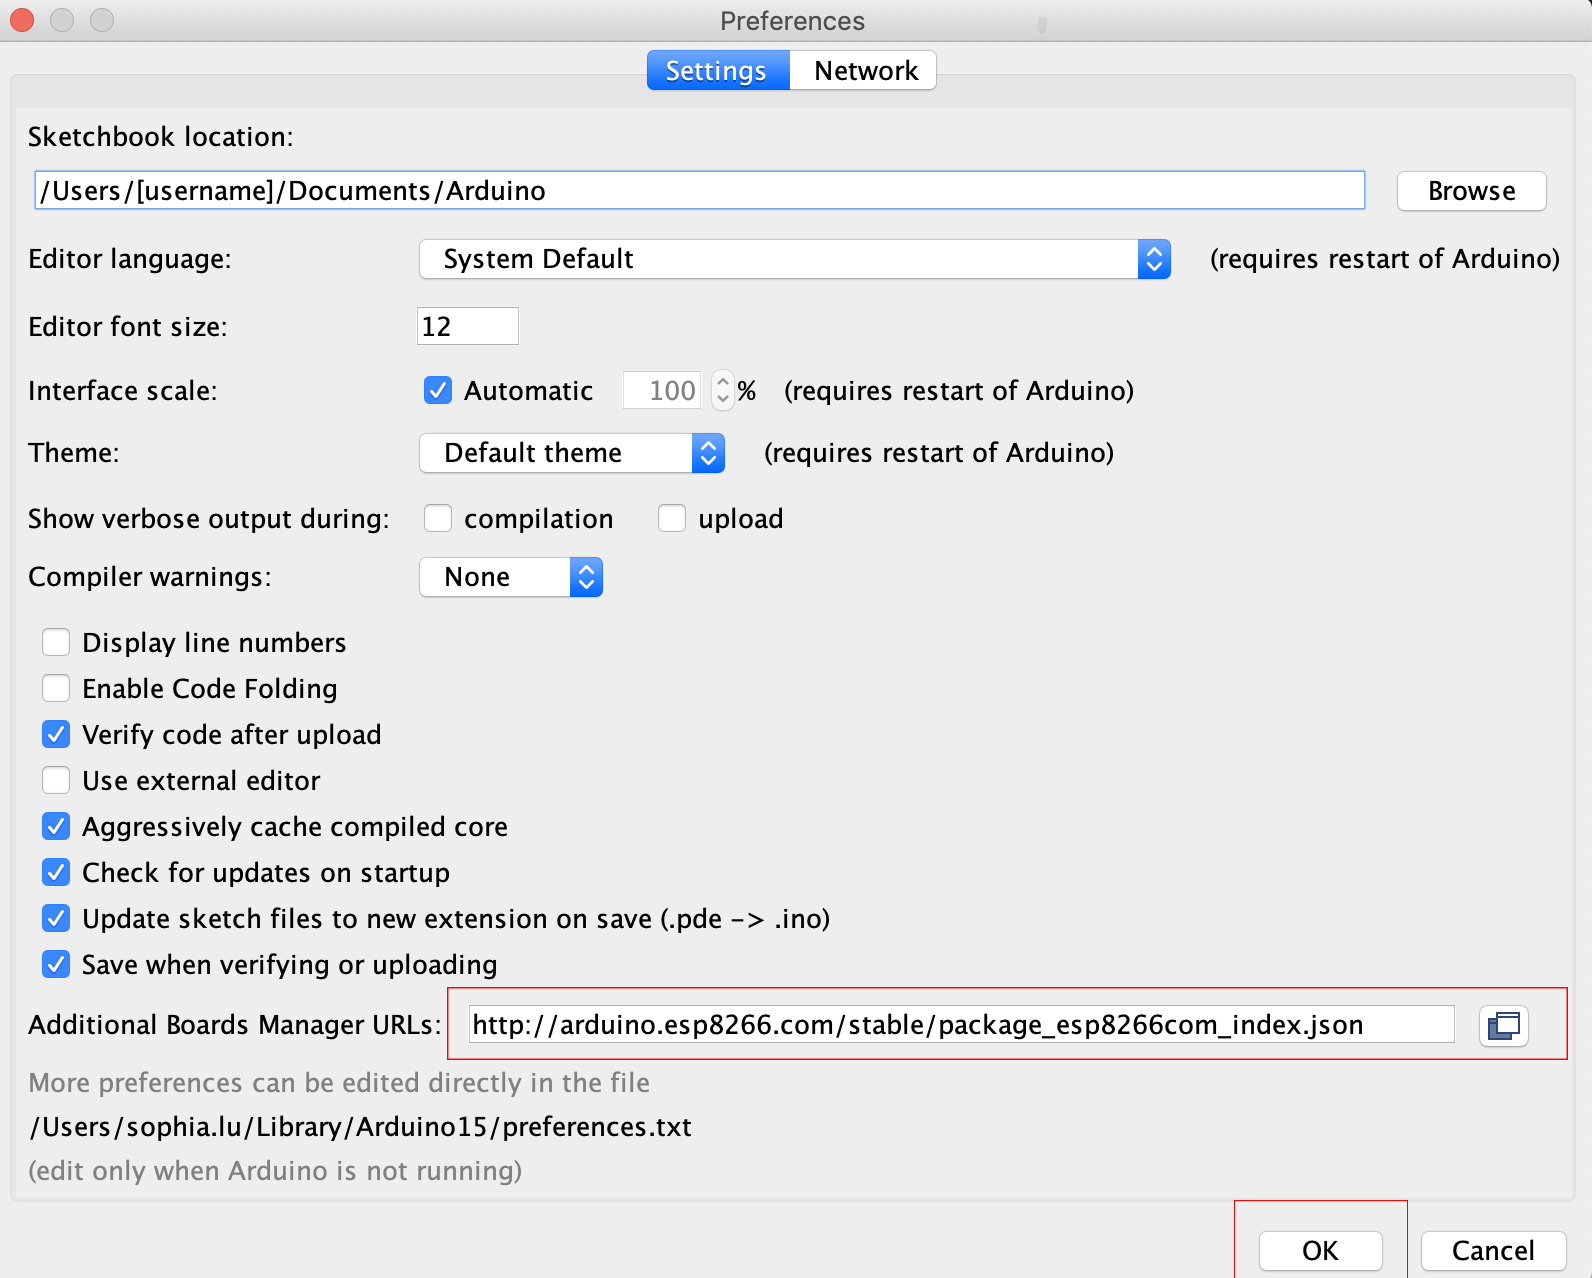 Preferences
Settings Network
Sketchbook location:
/Users/[username]/Documents/Arduino Browse
Editor language: System Default (requires restart of Arduino)
Editor font size: 12
Interface scale: Automatic 100 % (requires restart of Arduino)
Theme: Default theme (requires restart of Arduino)
Show verbose output during: compilation upload
Compiler warnings: None
Display line numbers
Enable Code Folding
Verify code after upload
Use external editor
Aggressively cache compiled core
Check for updates on startup
Update sketch files to new extension on save (.pde -> .ino)
Save when verifying or uploading
Additional Boards Manager URLs: http://arduino.esp8266.com/stable/package_esp8266com_index.json
More preferences can be edited directly in the file
/Users/sophia.lu/Library/Arduino15/preferences.txt
(edit only when Arduino is not running)
OK Cancel